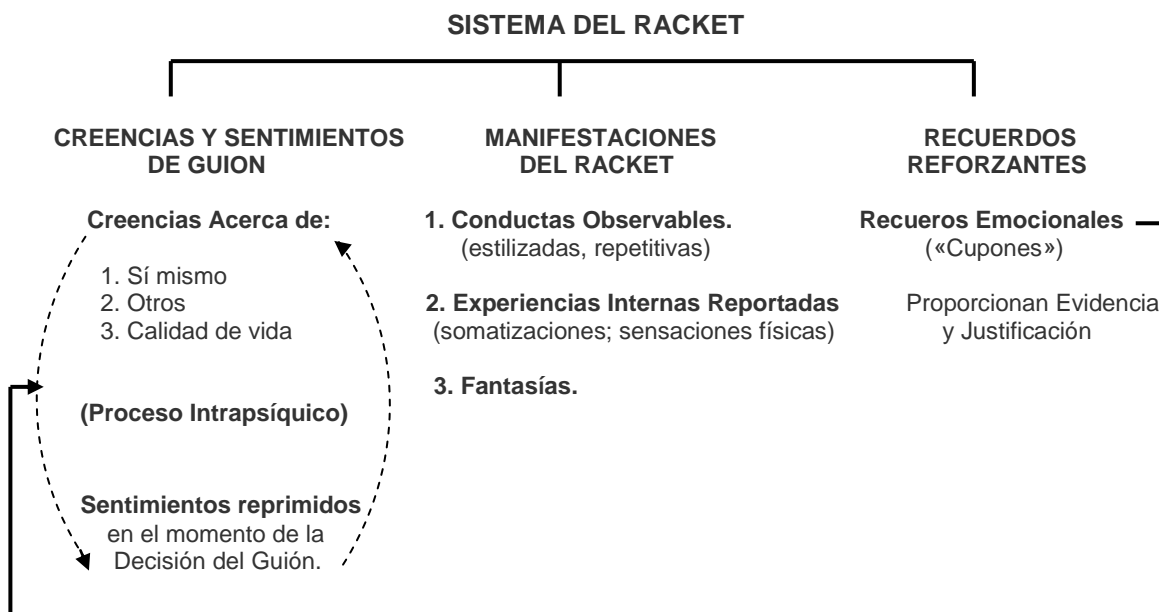 SISTEMA DEL RACKET
CREENCIAS Y SENTIMIENTOS
DE GUION
Creencias Acerca de:
1. Sí mismo
2. Otros
3. Calidad de vida
(Proceso Intrapsíquico)
Sentimientos reprimidos
en el momento de la
Decisión del Guión.
MANIFESTACIONES
DEL RACKET
1. Conductas Observables.
(estilizadas, repetitivas)
2. Experiencias Internas Reportadas
(somatizaciones; sensaciones físicas)
3. Fantasías.
RECUERDOS
REFORZANTES
Recueros Emocionales
(«Cupones»)
Proporcionan Evidencia
y Justificación